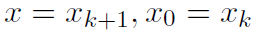 x = x_{k+1}, x_0 = x_k